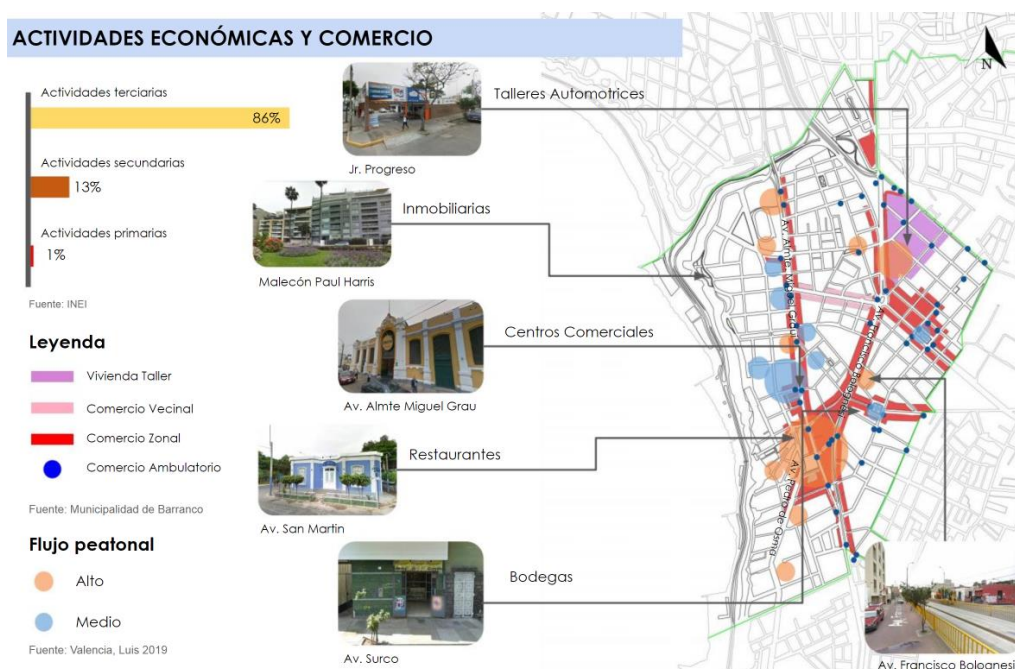 ACTIVIDADES ECONÓMICAS Y COMERCIO
Actividades terciarias
86%
Actividades secundarias
13%
Actividades primarias
1%
Fuente: INEI
Leyenda
Vivienda Taller
Comercio Vecinal
Comercio Zonal
Comercio Ambulatorio
Fuente: Municipalidad de Barranco
Flujo peatonal
Alto
Medio
Fuente: Valencia, Luis 2019
Jr. Progreso
Malecón Paul Harris
Av. Almte Miguel Grau
Av. San Martin
Av. Surco
Talleres Automotrices
Inmobiliarias
Centros Comerciales
Restaurantes
Bodegas
N
Av. Almte Miguel Grau
Av. Francisco Bolognesi
Av. Pedro de Osma
Av. Francisco Bolognesi